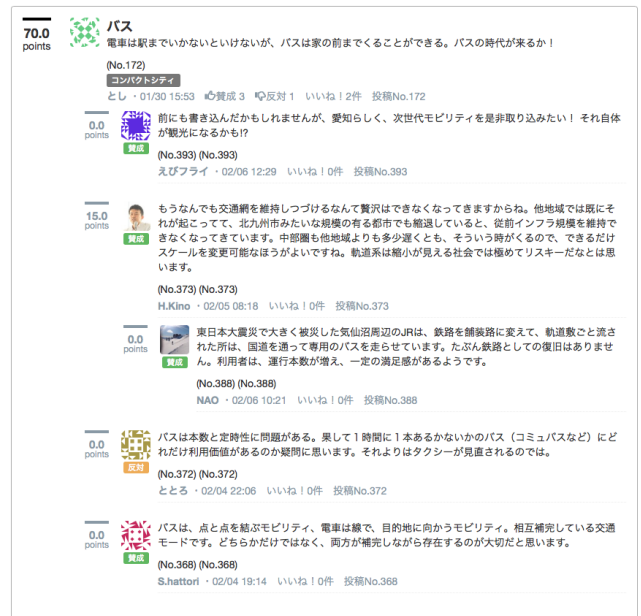 70.0
points
バス
電車は駅までいかないといけないが、バスは家の前までくることができる。バスの時代が来るか！
(No.172)
コンパクトシティ
とし ・01/30 15:53 賛成 3 反対 1 いいね！2件 投稿No.172
0.0
points
賛成
前にも書き込んだかもしれませんが、愛知らしく、次世代モビリティを是非取り込みたい！ それ自体
が観光になるかも!?
(No.393) (No.393)
えびフライ ・02/06 12:29 いいね！0件 投稿No.393
15.0
points
賛成
もうなんでも交通網を維持しつづけるなんて贅沢はできなくなってきますからね。他地域では既にそ
れが起こってて、北九州市みたいな規模の有る都市でも縮退していると、従前インフラ規模を維持で
きなくなってきています。中部圏も他地域よりも多少遅くとも、そういう時がくるので、できるだけ
スケールを変更可能なほうがよいですね。軌道系は縮小が見える社会では極めてリスキーだなとは思
います。
(No.373) (No.373)
H.Kino ・02/05 08:18 いいね！0件 投稿No.373
0.0
points
賛成
東日本大震災で大きく被災した気仙沼周辺のJRは、鉄路を舗装路に変えて、軌道敷ごと流さ
れた所は、国道を通って専用のバスを走らせています。たぶん鉄路としての復旧はありませ
ん。利用者は、運行本数が増え、一定の満足感があるようです。
(No.388) (No.388)
NAO ・02/06 10:21 いいね！0件 投稿No.388
0.0
points
反対
バスは本数と定時性に問題がある。果して１時間に１本あるかないかのバス（コミュバスなど）にど
れだけ利用価値があるのか疑問に思います。それよりはタクシーが見直されるのでは。
(No.372) (No.372)
ととろ ・02/04 22:06 いいね！0件 投稿No.372
0.0
points
賛成
バスは、点と点を結ぶモビリティ、電車は線で、目的地に向かうモビリティ。相互補完している交通
モードです。どちらかだけではなく、両方が補完しながら存在するのが大切だと思います。
(No.368) (No.368)
S.hattori ・02/04 19:14 いいね！0件 投稿No.368